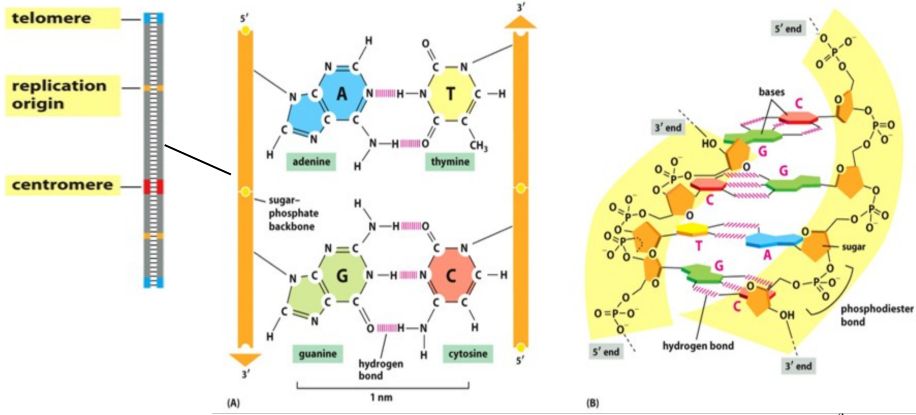 telomere
replication
origin
centromere
5′
3′
sugar–
phosphate
backbone
3′
5′
H
N
C
C
N
C
C
C
N
N
H
A
H
N
H
adenine
O
C
N
H
N
T
C
H
C
C
O
CH3
thymine
H
N
H
O
N
C
C
N
C
C
C
N
N
H
G
H
O
guanine
C
N
N
C
C
H
C
C
H
N
H
H
cytosine
hydrogen
bond
1 nm
(A)
5′ end
3′ end
HO
bases
C
G
C
G
T
A
G
C
sugar
OH
phosphodiester
bond
hydrogen bond
5′ end
3′ end
O
P
O−
O
O−
O
P
O
O−
O
(B)